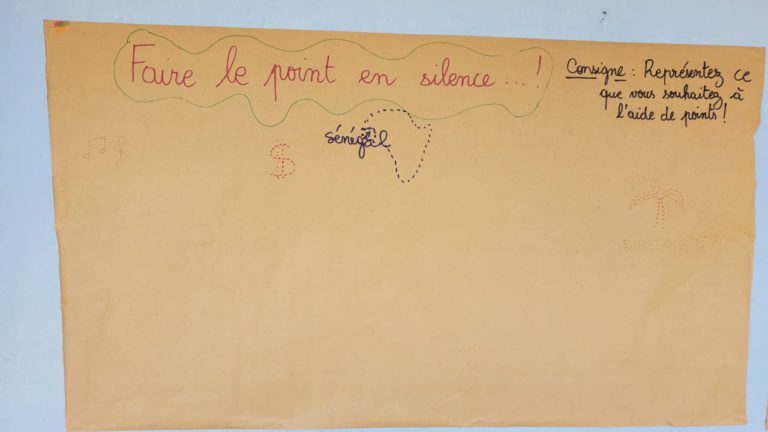 Faire le point en silence...!
Consigne : Représentez ce
que vous souhaitez à
l'aide de points !
sénégal
$